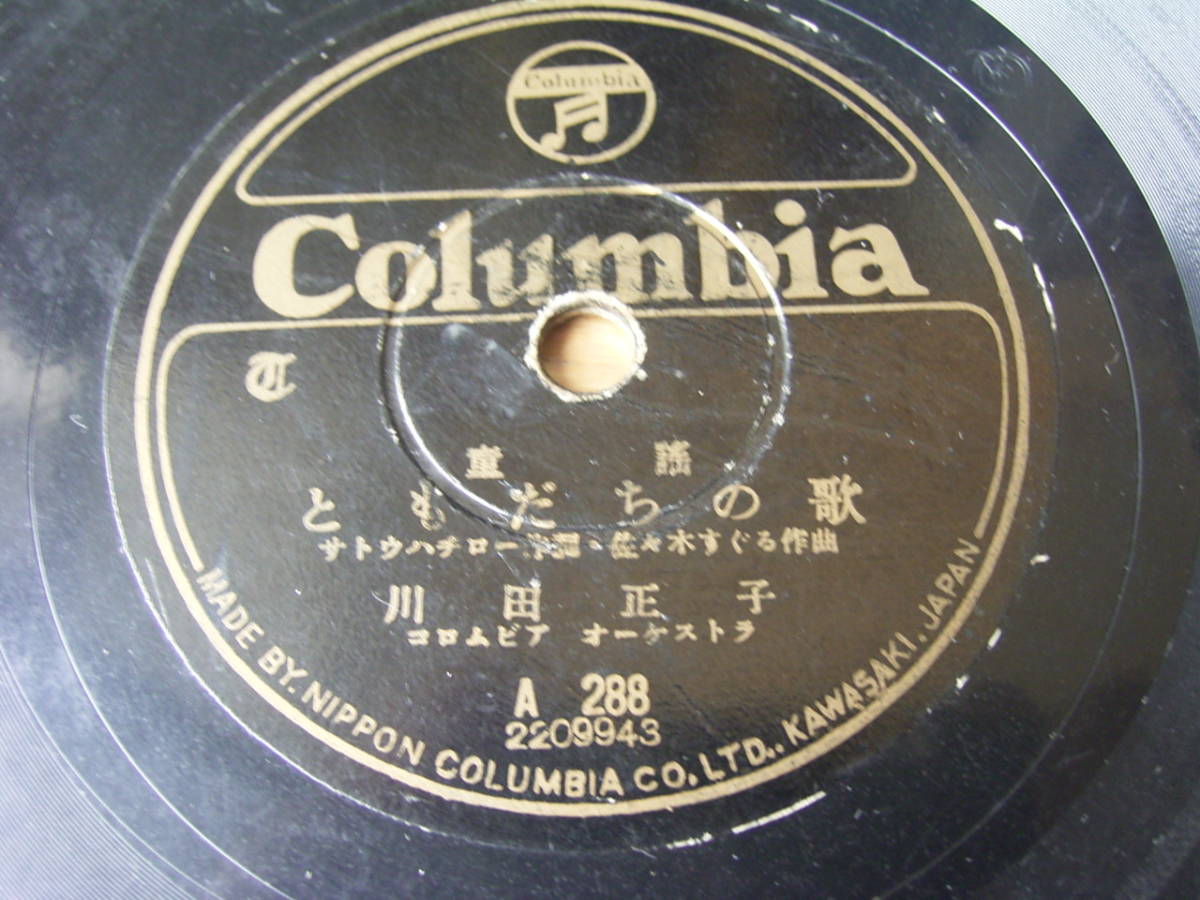 Columbia
Columbia
T
童謡
ともだちの歌
サトウハチロー作詞・佐々木すぐる作曲
川田正子
コロムビア オーケストラ
A 288
2209943
MADE BY. NIPPON COLUMBIA CO. LTD., KAWASAKI. JAPAN